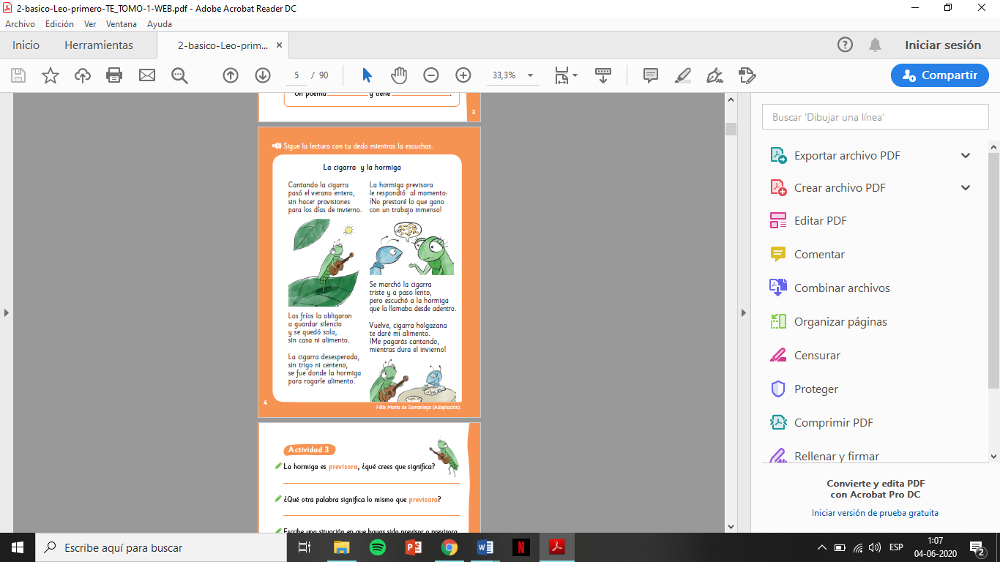 2-basico-Leo-primero-TE_TOMO-1-WEB.pdf - Adobe Acrobat Reader DC
Archivo Edición Ver Ventana Ayuda
Inicio Herramientas 2-basico-Leo-prim... Iniciar sesión
5 / 90 33,3% Compartir
Un poema y tiene .
3
Sigue la lectura con tu dedo mientras la escuchas.
La cigarra y la hormiga
Cantando la cigarra
pasó el verano entero,
sin hacer provisiones
para los días de invierno.
Los fríos la obligaron
a guardar silencio
y se quedó sola,
sin casa ni alimento.
La cigarra desesperada,
sin trigo ni centeno,
se fue donde la hormiga
para rogarle alimento.
La hormiga previsora
le respondió al momento:
¡No prestaré lo que gano
con un trabajo inmenso!
Se marchó la cigarra
triste y a paso lento,
pero escuchó a la hormiga
que la llamaba desde adentro.
Vuelve, cigarra holgazana
te daré mi alimento.
¡Me pagarás cantando,
mientras dura el invierno!
4
Félix María de Samaniego (Adaptación).
Actividad 3
La hormiga es previsora, ¿qué crees que significa?
¿Qué otra palabra significa lo mismo que previsora?
Escribe una situación en que hayas sido previsor o previsora.
Buscar 'Dibujar una línea'
Exportar archivo PDF
Crear archivo PDF
Editar PDF
Comentar
Combinar archivos
Organizar páginas
Censurar
Proteger
Comprimir PDF
Rellenar y firmar
Convierte y edita PDF
con Acrobat Pro DC
Iniciar versión de prueba gratuita
Escribe aquí para buscar
ESP
1:07
04-06-2020
2